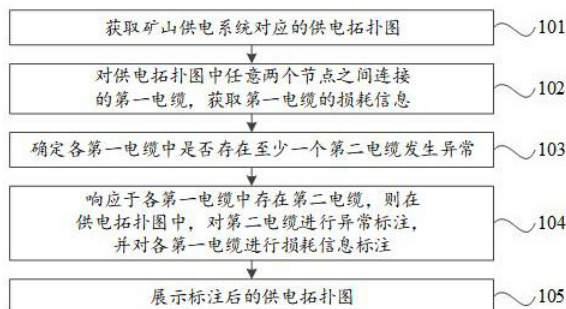 获取矿山供电系统对应的供电拓扑图
101
对供电拓扑图中任意两个节点之间连接
的第一电缆，获取第一电缆的损耗信息
102
确定各第一电缆中是否存在至少一个第二电缆发生异常
103
响应于各第一电缆中存在第二电缆，则在
供电拓扑图中，对第二电缆进行异常标注，
并对各第一电缆进行损耗信息标注
104
展示标注后的供电拓扑图
105